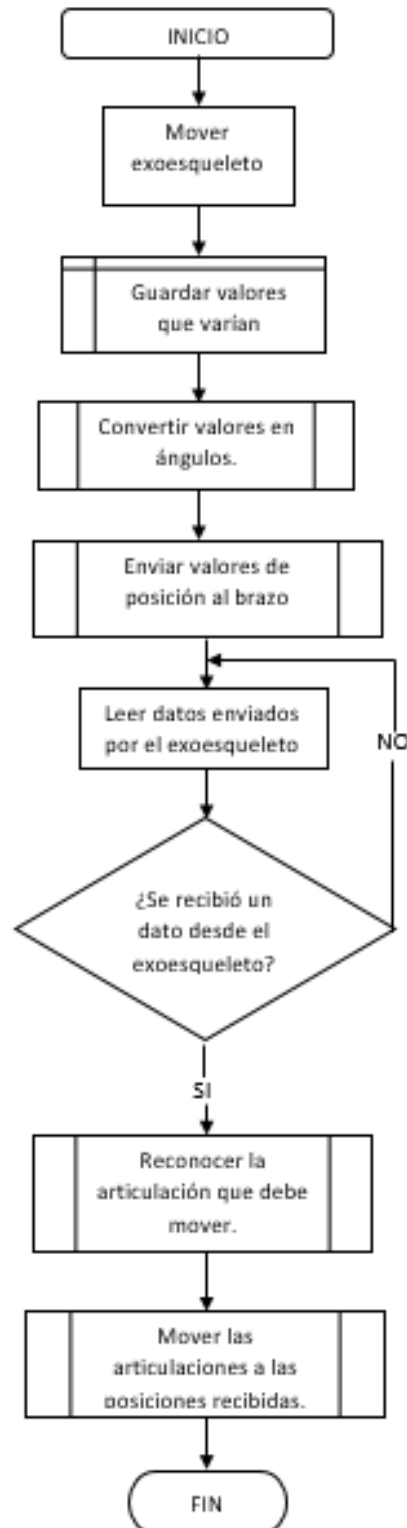 INICIO
Mover
exoesqueleto
Guardar valores
que varían
Convertir valores en
ángulos.
Enviar valores de
posición al brazo
Leer datos enviados
por el exoesqueleto
NO
¿Se recibió un
dato desde el
exoesqueleto?
SI
Reconocer la
articulación que debe
mover.
Mover las
articulaciones a las
posiciones recibidas.
FIN